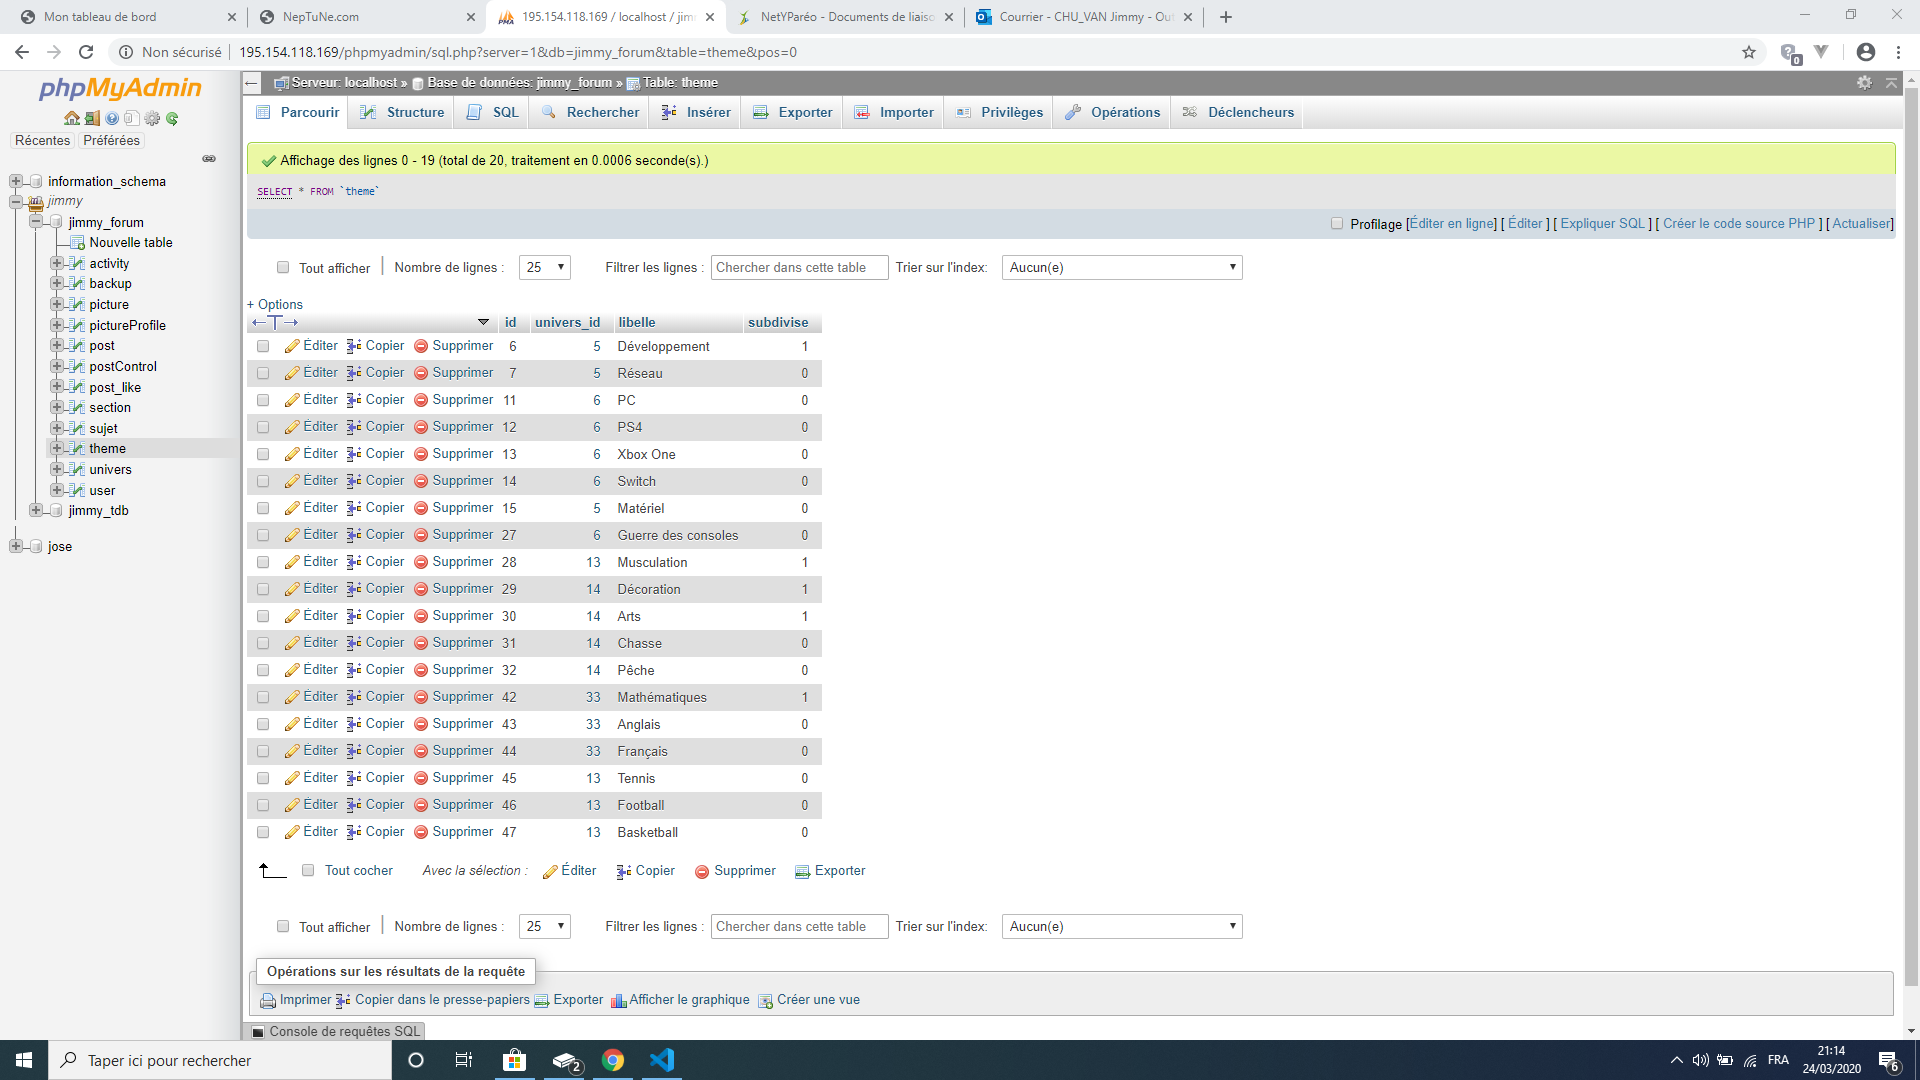 Mon tableau de bord
NepTuNe.com
195.154.118.169 / localhost / jimm
NetYParéo - Documents de liaiso
Courrier - CHU_VAN Jimmy - Out
Non sécurisé
195.154.118.169/phpmyadmin/sql.php?server=1&db=jimmy_forum&table=theme&pos=0
0
phpMyAdmin
Récentes Préférées
information_schema
jimmy
jimmy_forum
Nouvelle table
activity
backup
picture
pictureProfile
post
postControl
post_like
section
sujet
theme
univers
user
jimmy_tdb
jose
Serveur: localhost » Base de données: jimmy_forum » Table: theme
Parcourir Structure SQL Rechercher Insérer Exporter Importer Privilèges Opérations Déclencheurs
Affichage des lignes 0 - 19 (total de 20, traitement en 0.0006 seconde(s).)
SELECT * FROM `theme`
Profilage [Éditer en ligne] [ Éditer ] [ Expliquer SQL ] [ Créer le code source PHP ] [ Actualiser]
Tout afficher Nombre de lignes : 25 Filtrer les lignes : Chercher dans cette table Trier sur l'index: Aucun(e)
+ Options
←T→ id univers_id libelle subdivise
Éditer Copier Supprimer 6 5 Développement 1
Éditer Copier Supprimer 7 5 Réseau 0
Éditer Copier Supprimer 11 6 PC 0
Éditer Copier Supprimer 12 6 PS4 0
Éditer Copier Supprimer 13 6 Xbox One 0
Éditer Copier Supprimer 14 6 Switch 0
Éditer Copier Supprimer 15 5 Matériel 0
Éditer Copier Supprimer 27 6 Guerre des consoles 0
Éditer Copier Supprimer 28 13 Musculation 1
Éditer Copier Supprimer 29 14 Décoration 1
Éditer Copier Supprimer 30 14 Arts 1
Éditer Copier Supprimer 31 14 Chasse 0
Éditer Copier Supprimer 32 14 Pêche 0
Éditer Copier Supprimer 42 33 Mathématiques 1
Éditer Copier Supprimer 43 33 Anglais 0
Éditer Copier Supprimer 44 33 Français 0
Éditer Copier Supprimer 45 13 Tennis 0
Éditer Copier Supprimer 46 13 Football 0
Éditer Copier Supprimer 47 13 Basketball 0
Tout cocher Avec la sélection : Éditer Copier Supprimer Exporter
Tout afficher Nombre de lignes : 25 Filtrer les lignes : Chercher dans cette table Trier sur l'index: Aucun(e)
Opérations sur les résultats de la requête
Imprimer Copier dans le presse-papiers Exporter Afficher le graphique Créer une vue
Console de requêtes SQL
Taper ici pour rechercher
2
FRA
21:14
24/03/2020
6